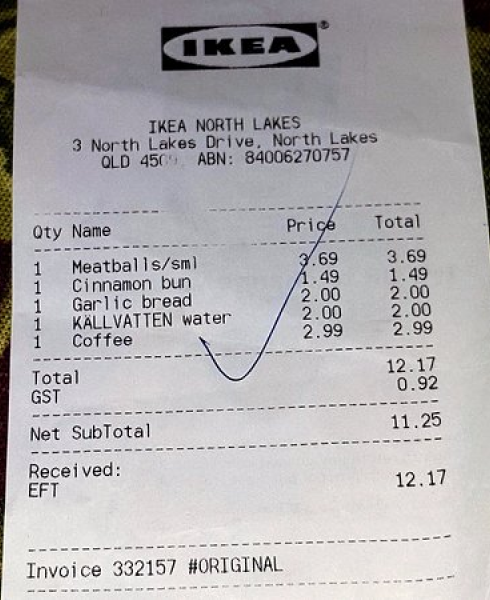 IKEA®
IKEA NORTH LAKES
3 North Lakes Drive, North Lakes
QLD ABN: 84006270757
Qty Name Price Total
1 Meatballs/sml 3.69 3.69
1 Cinnamon bun 1.49 1.49
1 Garlic bread 2.00 2.00
1 KÄLLVATTEN water 2.00 2.00
1 Coffee 2.99 2.99
Total 12.17
GST 0.92
Net SubTotal 11.25
Received:
EFT 12.17
Invoice 332157 #ORIGINAL